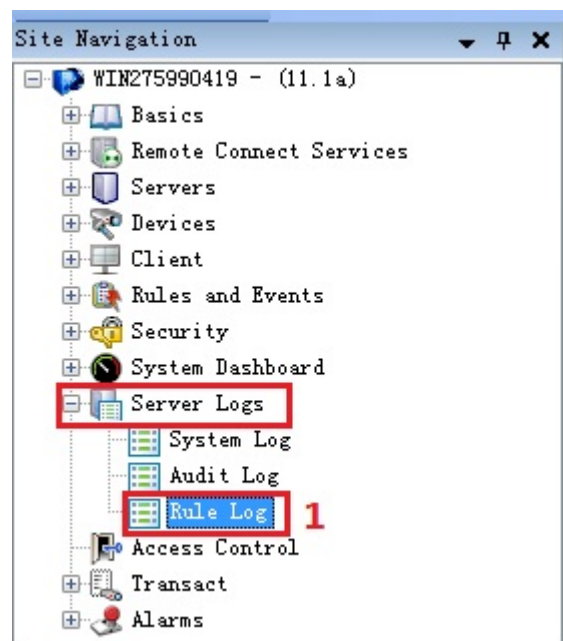 Site Navigation
WIN275990419 - (11.1a)
Basics
Remote Connect Services
Servers
Devices
Client
Rules and Events
Security
System Dashboard
Server Logs
System Log
Audit Log
Rule Log 1
Access Control
Transact
Alarms